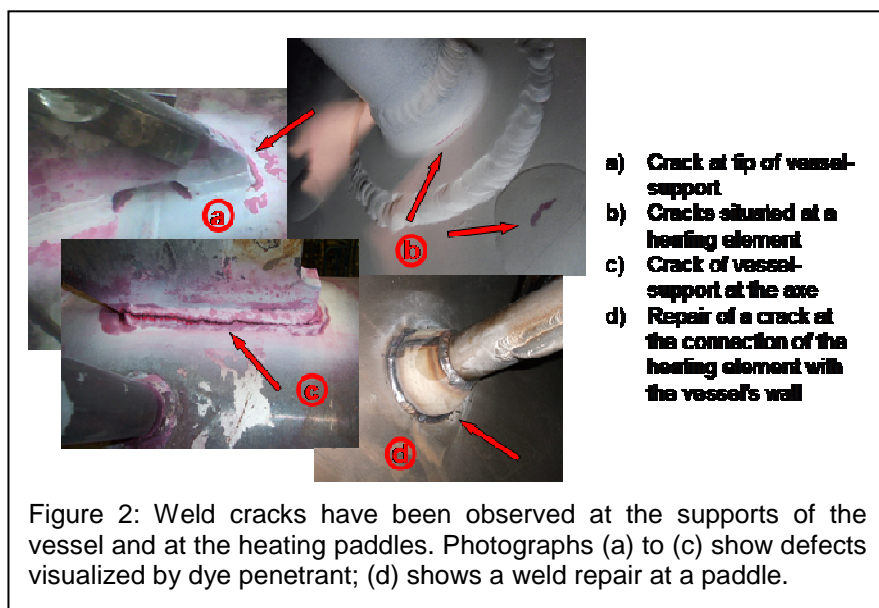 a
b
c
d
a) Crack at tip of vessel-
support
b) Cracks situated at a
heating element
c) Crack of vessel-
support at the axe
d) Repair of a crack at
the connection of the
heating element with
the vessel's wall
Figure 2: Weld cracks have been observed at the supports of the
vessel and at the heating paddles. Photographs (a) to (c) show defects
visualized by dye penetrant; (d) shows a weld repair at a paddle.